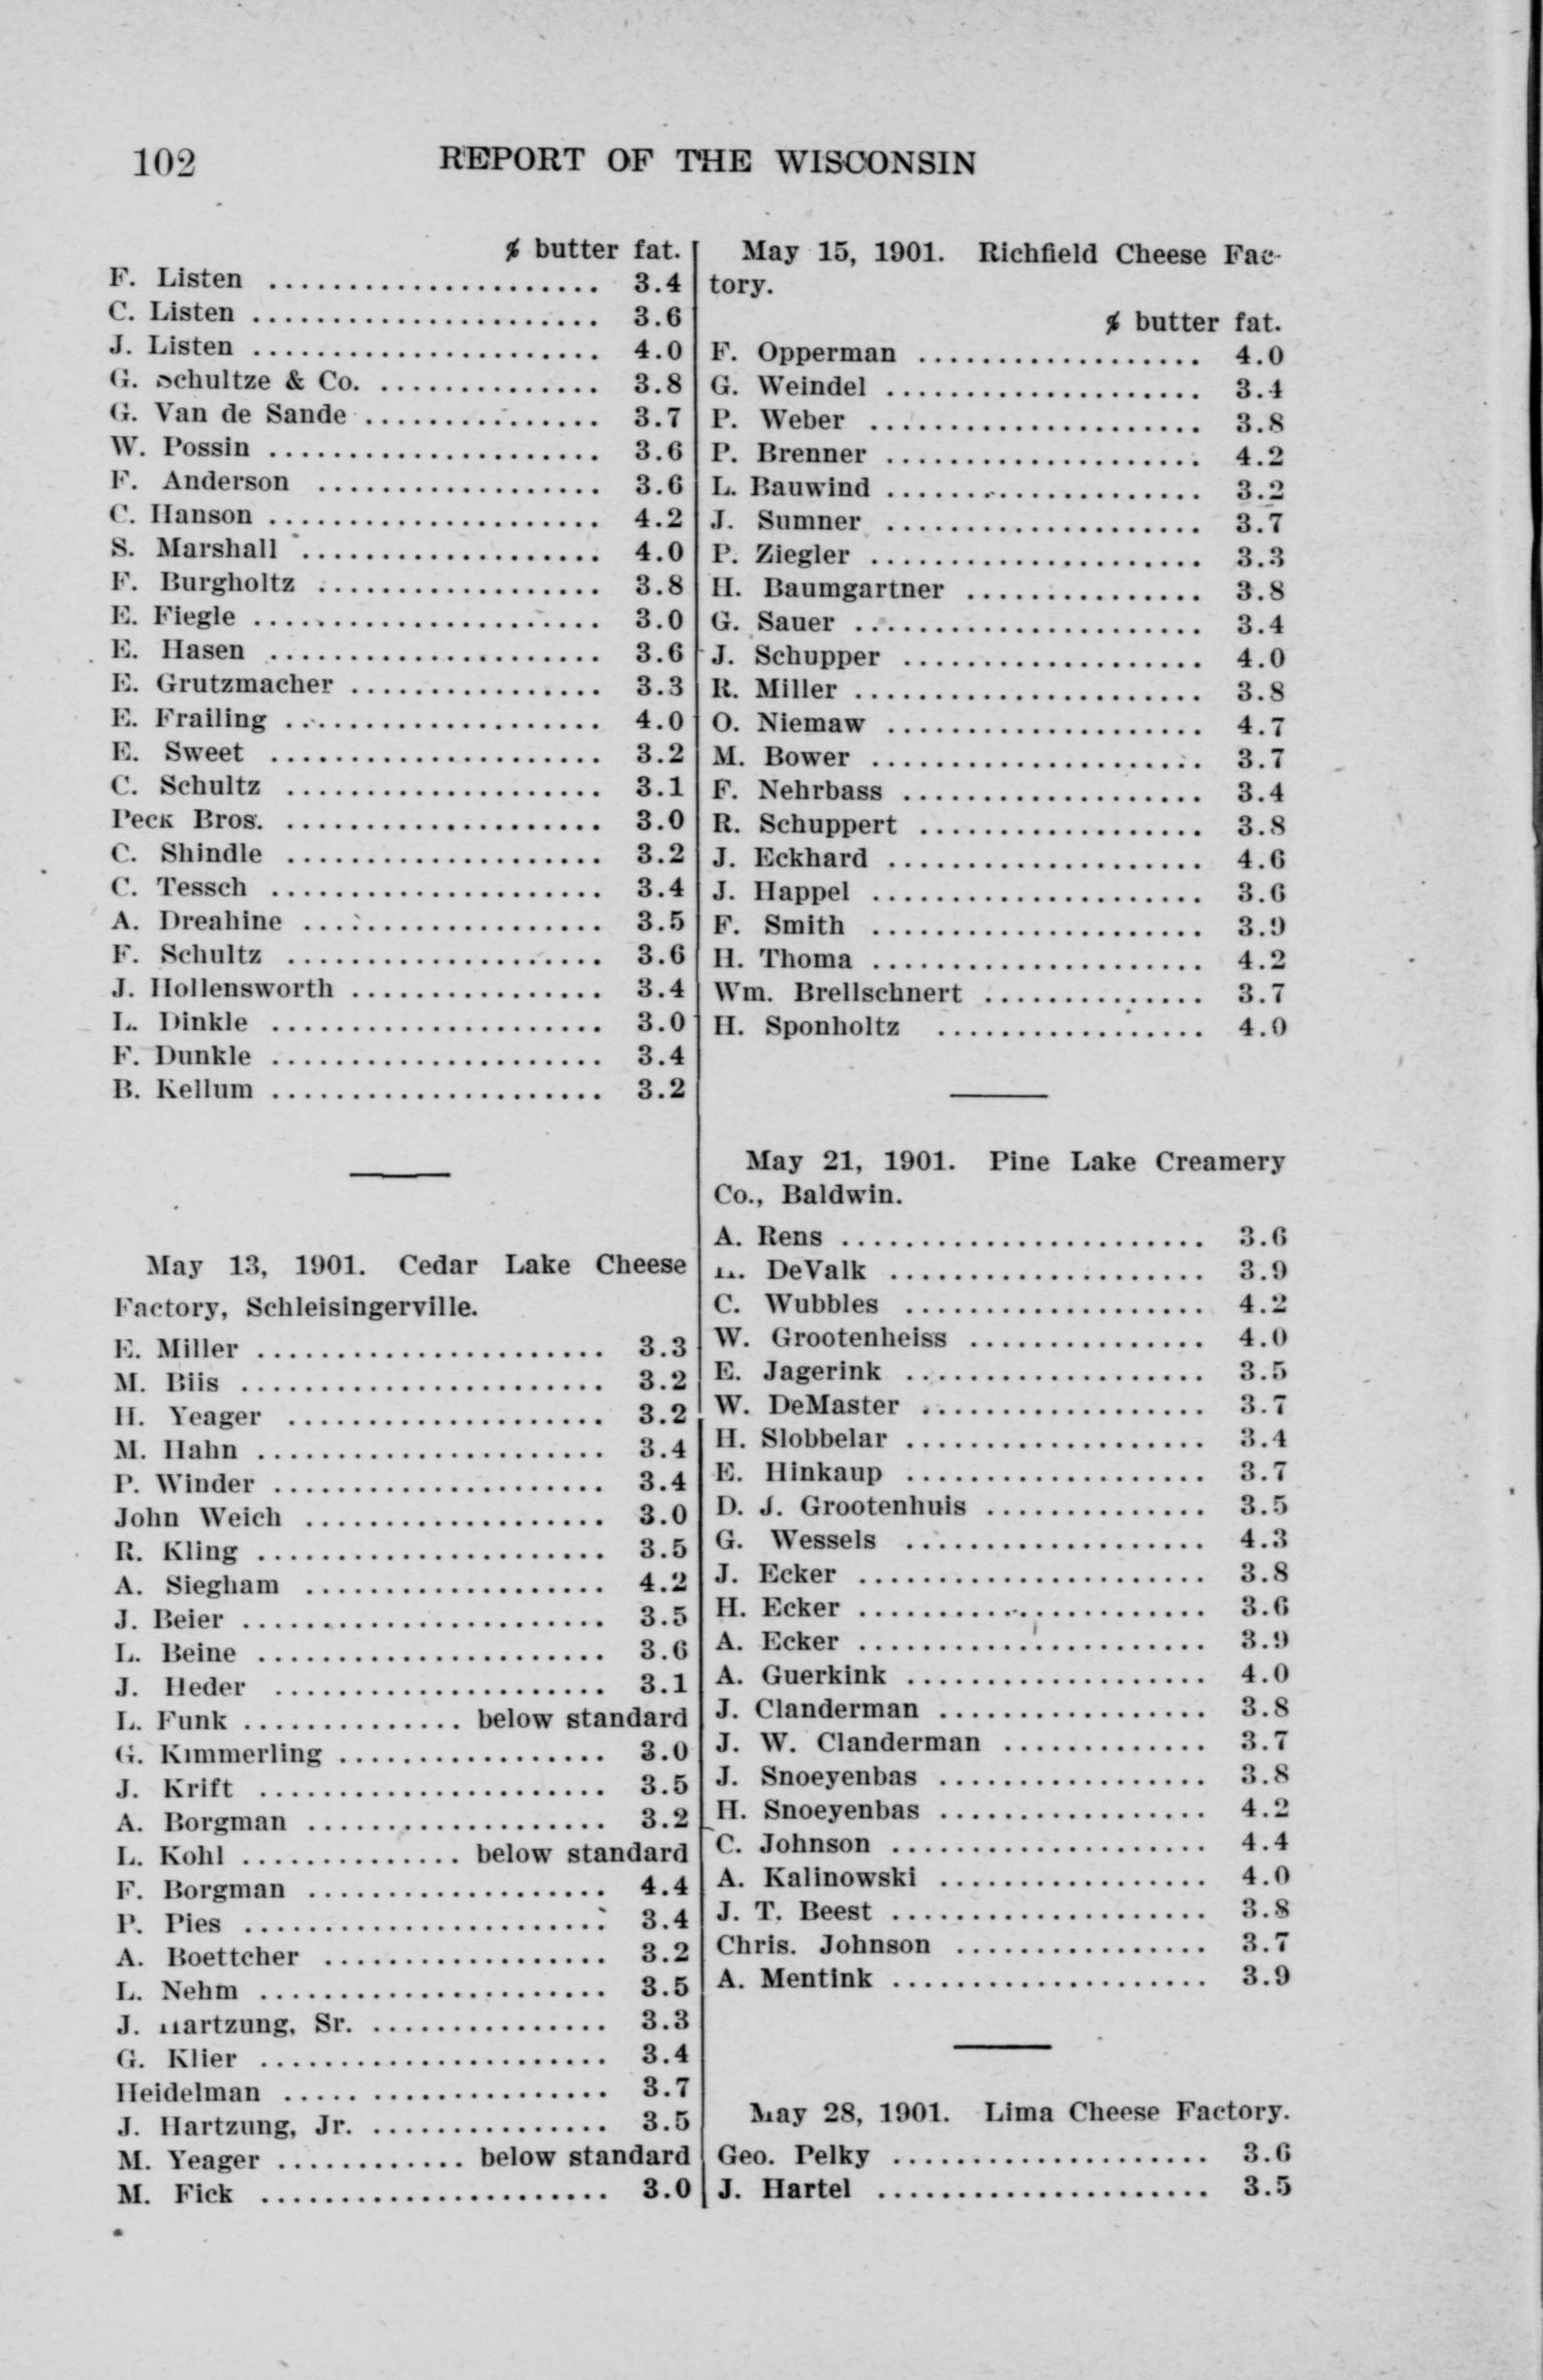 102
REPORT OF THE WISCONSIN
% butter fat.
F. Listen ..................... 3.4
C. Listen ...................... 3.6
J. Listen ...................... 4.0
G. Schultze & Co. .............. 3.8
G. Van de Sande ............... 3.7
W. Possin ..................... 3.6
F. Anderson .................. 3.6
C. Hanson ..................... 4.2
S. Marshall ................... 4.0
F. Burgholtz .................. 3.8
E. Fiegle ...................... 3.0
E. Hasen ..................... 3.6
E. Grutzmacher ................ 3.3
E. Frailing .................... 4.0
E. Sweet ..................... 3.2
C. Schultz .................... 3.1
Peck Bros. .................... 3.0
C. Shindle .................... 3.2
C. Tessch ..................... 3.4
A. Dreahine ................... 3.5
F. Schultz .................... 3.6
J. Hollensworth ................ 3.4
L. Dinkle ..................... 3.0
F. Dunkle ..................... 3.4
B. Kellum ..................... 3.2
May 13, 1901. Cedar Lake Cheese
Factory, Schleisingerville.
E. Miller ...................... 3.3
M. Biis ....................... 3.2
H. Yeager .................... 3.2
M. Hahn ...................... 3.4
P. Winder ..................... 3.4
John Weich ................... 3.0
R. Kling ...................... 3.5
A. Siegham ................... 4.2
J. Beier ....................... 3.5
L. Beine ...................... 3.6
J. Heder ..................... 3.1
L. Funk .............. below standard
G. Kimmerling ................. 3.0
J. Krift ...................... 3.5
A. Borgman ................... 3.2
L. Kohl .............. below standard
F. Borgman ................... 4.4
P. Pies ....................... 3.4
A. Boettcher .................. 3.2
L. Nehm ...................... 3.5
J. Hartzung, Sr. ............... 3.3
G. Klier ...................... 3.4
Heidelman .................... 3.7
J. Hartzung, Jr. ............... 3.5
M. Yeager ............ below standard
M. Fick ...................... 3.0
May 15, 1901. Richfield Cheese Fac-
tory.
% butter fat.
F. Opperman .................. 4.0
G. Weindel .................... 3.4
P. Weber ..................... 3.8
P. Brenner .................... 4.2
L. Bauwind .................... 3.2
J. Sumner .................... 3.7
P. Ziegler ..................... 3.3
H. Baumgartner ............... 3.8
G. Sauer ...................... 3.4
J. Schupper ................... 4.0
R. Miller ...................... 3.8
O. Niemaw .................... 4.7
M. Bower ..................... 3.7
F. Nehrbass ................... 3.4
R. Schuppert .................. 3.8
J. Eckhard .................... 4.6
J. Happel ..................... 3.6
F. Smith ..................... 3.9
H. Thoma ..................... 4.2
Wm. Brellschnert .............. 3.7
H. Sponholtz ................. 4.0
May 21, 1901. Pine Lake Creamery
Co., Baldwin.
A. Rens ....................... 3.6
DeValk .................... 3.9
C. Wubbles ................... 4.2
W. Grootenheiss ............... 4.0
E. Jagerink ................... 3.5
W. DeMaster .................. 3.7
H. Slobbelar ................... 3.4
E. Hinkaup ................... 3.7
D. J. Grootenhuis .............. 3.5
G. Wessels ................... 4.3
J. Ecker ...................... 3.8
H. Ecker ...................... 3.6
A. Ecker ...................... 3.9
A. Guerkink ................... 4.0
J. Clanderman ................. 3.8
J. W. Clanderman ............. 3.7
J. Snoeyenbas ................. 3.8
H. Snoeyenbas ................. 4.2
C. Johnson .................... 4.4
A. Kalinowski ................. 4.0
J. T. Beest .................... 3.8
Chris. Johnson ................ 3.7
A. Mentink .................... 3.9
May 28, 1901. Lima Cheese Factory.
Geo. Pelky .................... 3.6
J. Hartel ..................... 3.5